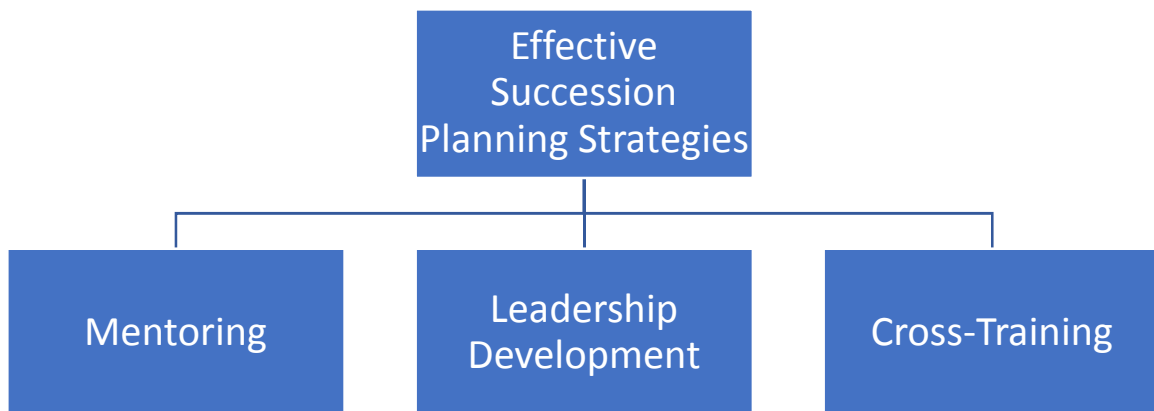 Effective
Succession
Planning Strategies
Mentoring
Leadership
Development
Cross-Training